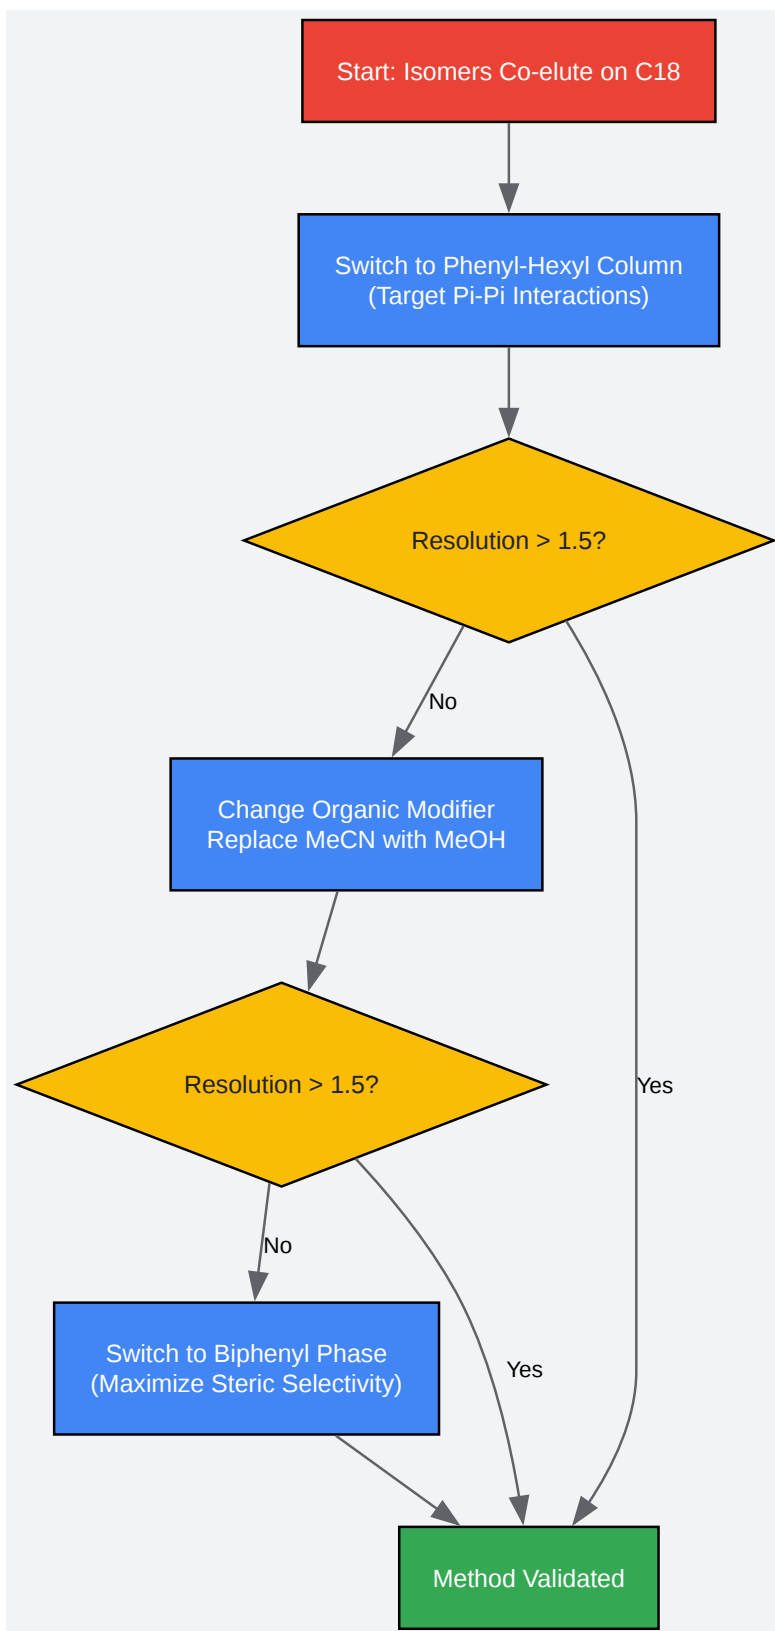 Start: Isomers Co-elute on C18
Switch to Phenyl-Hexyl Column
(Target Pi-Pi Interactions)
Resolution > 1.5?
No
Change Organic Modifier
Replace MeCN with MeOH
Resolution > 1.5?
Yes
No
Switch to Biphenyl Phase
(Maximize Steric Selectivity)
Yes
Method Validated